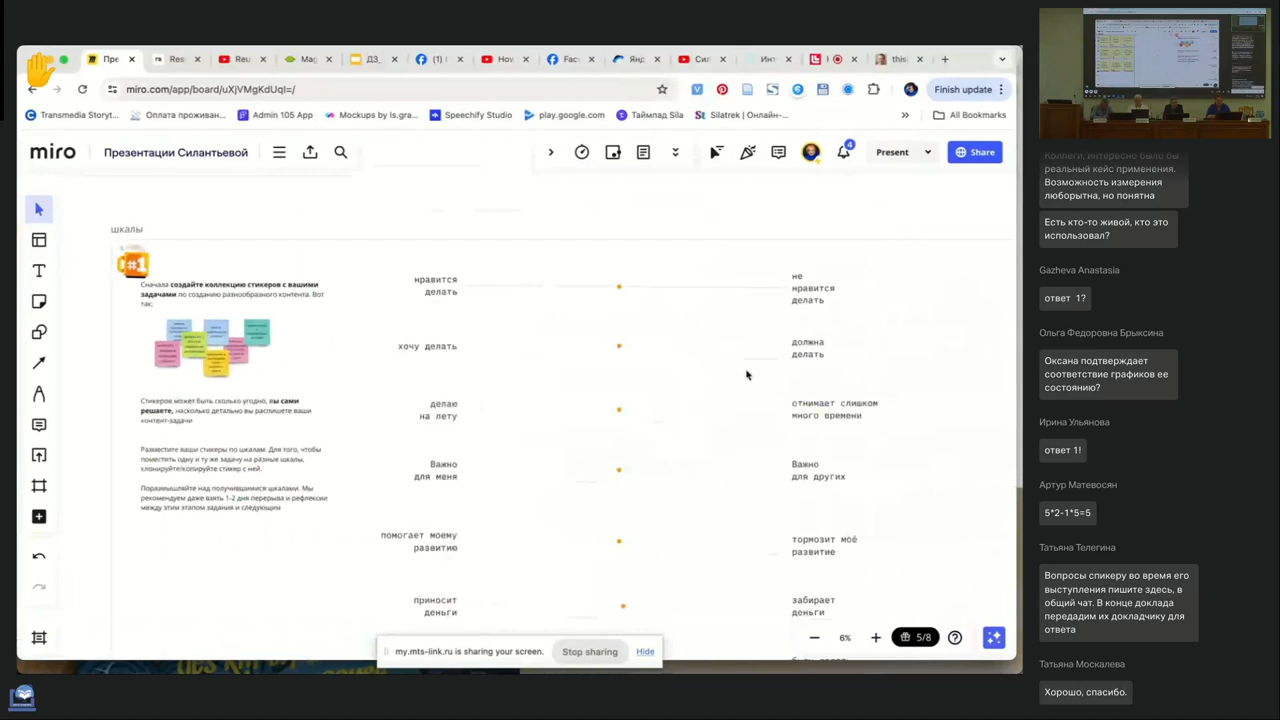 Пре
Res
Reu
Mag
ДЗ_
(1)
Hov
Fac
Янд
Сил
Инт
this
miro.com/app/board/uXjVMgKdUqI=/
Finish update
Transmedia Storyt...
Оплата проживан...
Admin 105 App
Mockups by ls.gra...
Speechify Studio
play.google.com
Таймпад Sila
Silatrek | Онлайн-...
All Bookmarks
miro
Презентации Силантьевой
4
Present
Share
шкалы
#1
Сначала создайте коллекцию стикеров с вашими
задачами по созданию разнообразного контента. Вот
так:
Стикеров может быть сколько угодно, вы сами
решаете, насколько детально вы распишете ваши
контент-задачи
Разместите ваши стикеры по шкалам. Для того, чтобы
поместить одну и ту же задачу на разные шкалы,
клонируйте/копируйте стикер с ней.
Поразмышляйте над получившимися шкалами. Мы
рекомендуем даже взять 1-2 дня перерыва и рефлексии
между этим этапом задания и следующим
нравится
делать
не
нравится
делать
хочу делать
должна
делать
делаю
на лету
отнимает слишком
много времени
Важно
для меня
Важно
для других
помогает моему
развитию
тормозит моё
развитие
приносит
деньги
забирает
деньги
6%
5/8
my.mts-link.ru is sharing your screen.
Stop sharing
Hide
Коллеги, интересно было бы
реальный кейс применения.
Возможность измерения
люборытна, но понятна
Есть кто-то живой, кто это
использовал?
Gazheva Anastasia
ответ 1?
Ольга Федоровна Брыксина
Оксана подтверждает
соответствие графиков ее
состоянию?
Ирина Ульянова
ответ 1!
Артур Матевосян
5*2-1*5=5
Татьяна Телегина
Вопросы спикеру во время его
выступления пишите здесь, в
общий чат. В конце доклада
передадим их докладчику для
ответа
Татьяна Москалева
Хорошо, спасибо.